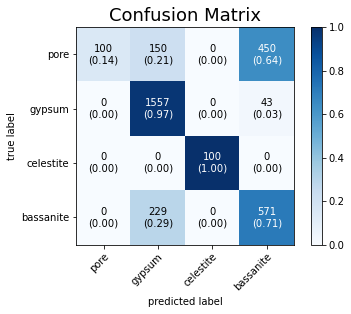 Confusion Matrix
true label
pore
100 150 0 450
(0.14) (0.21) (0.00) (0.64)
gypsum
0 1557 0 43
(0.00) (0.97) (0.00) (0.03)
celestite
0 0 100 0
(0.00) (0.00) (1.00) (0.00)
bassanite
0 229 0 571
(0.00) (0.29) (0.00) (0.71)
pore gypsum celestite bassanite
predicted label
1.0
0.8
0.6
0.4
0.2
0.0